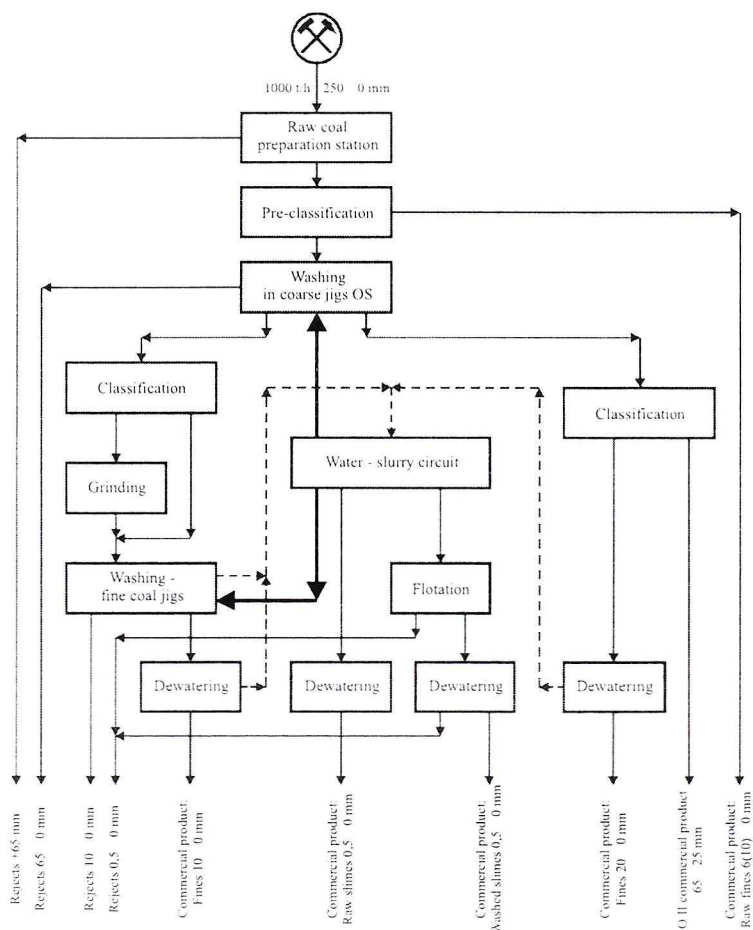 1000 t/h 250 0 mm
Raw coal
preparation station
Pre-classification
Washing
in coarse jigs OS
Classification
Classification
Water - slurry circuit
Grinding
Washing -
fine coal jigs
Flotation
Dewatering
Dewatering
Dewatering
Dewatering
Rejects +65 mm
Rejects 65 0 mm
Rejects 10 0 mm
Rejects 0,5 0 mm
Commercial product:
Fines 10 0 mm
Commercial product:
Raw slimes 0,5 0 mm
Commercial product:
Washed slimes 0,5 0 mm
Commercial product:
Fines 20 0 mm
O II commercial product
65 25 mm
Commercial product:
Raw fines 6(10) 0 mm